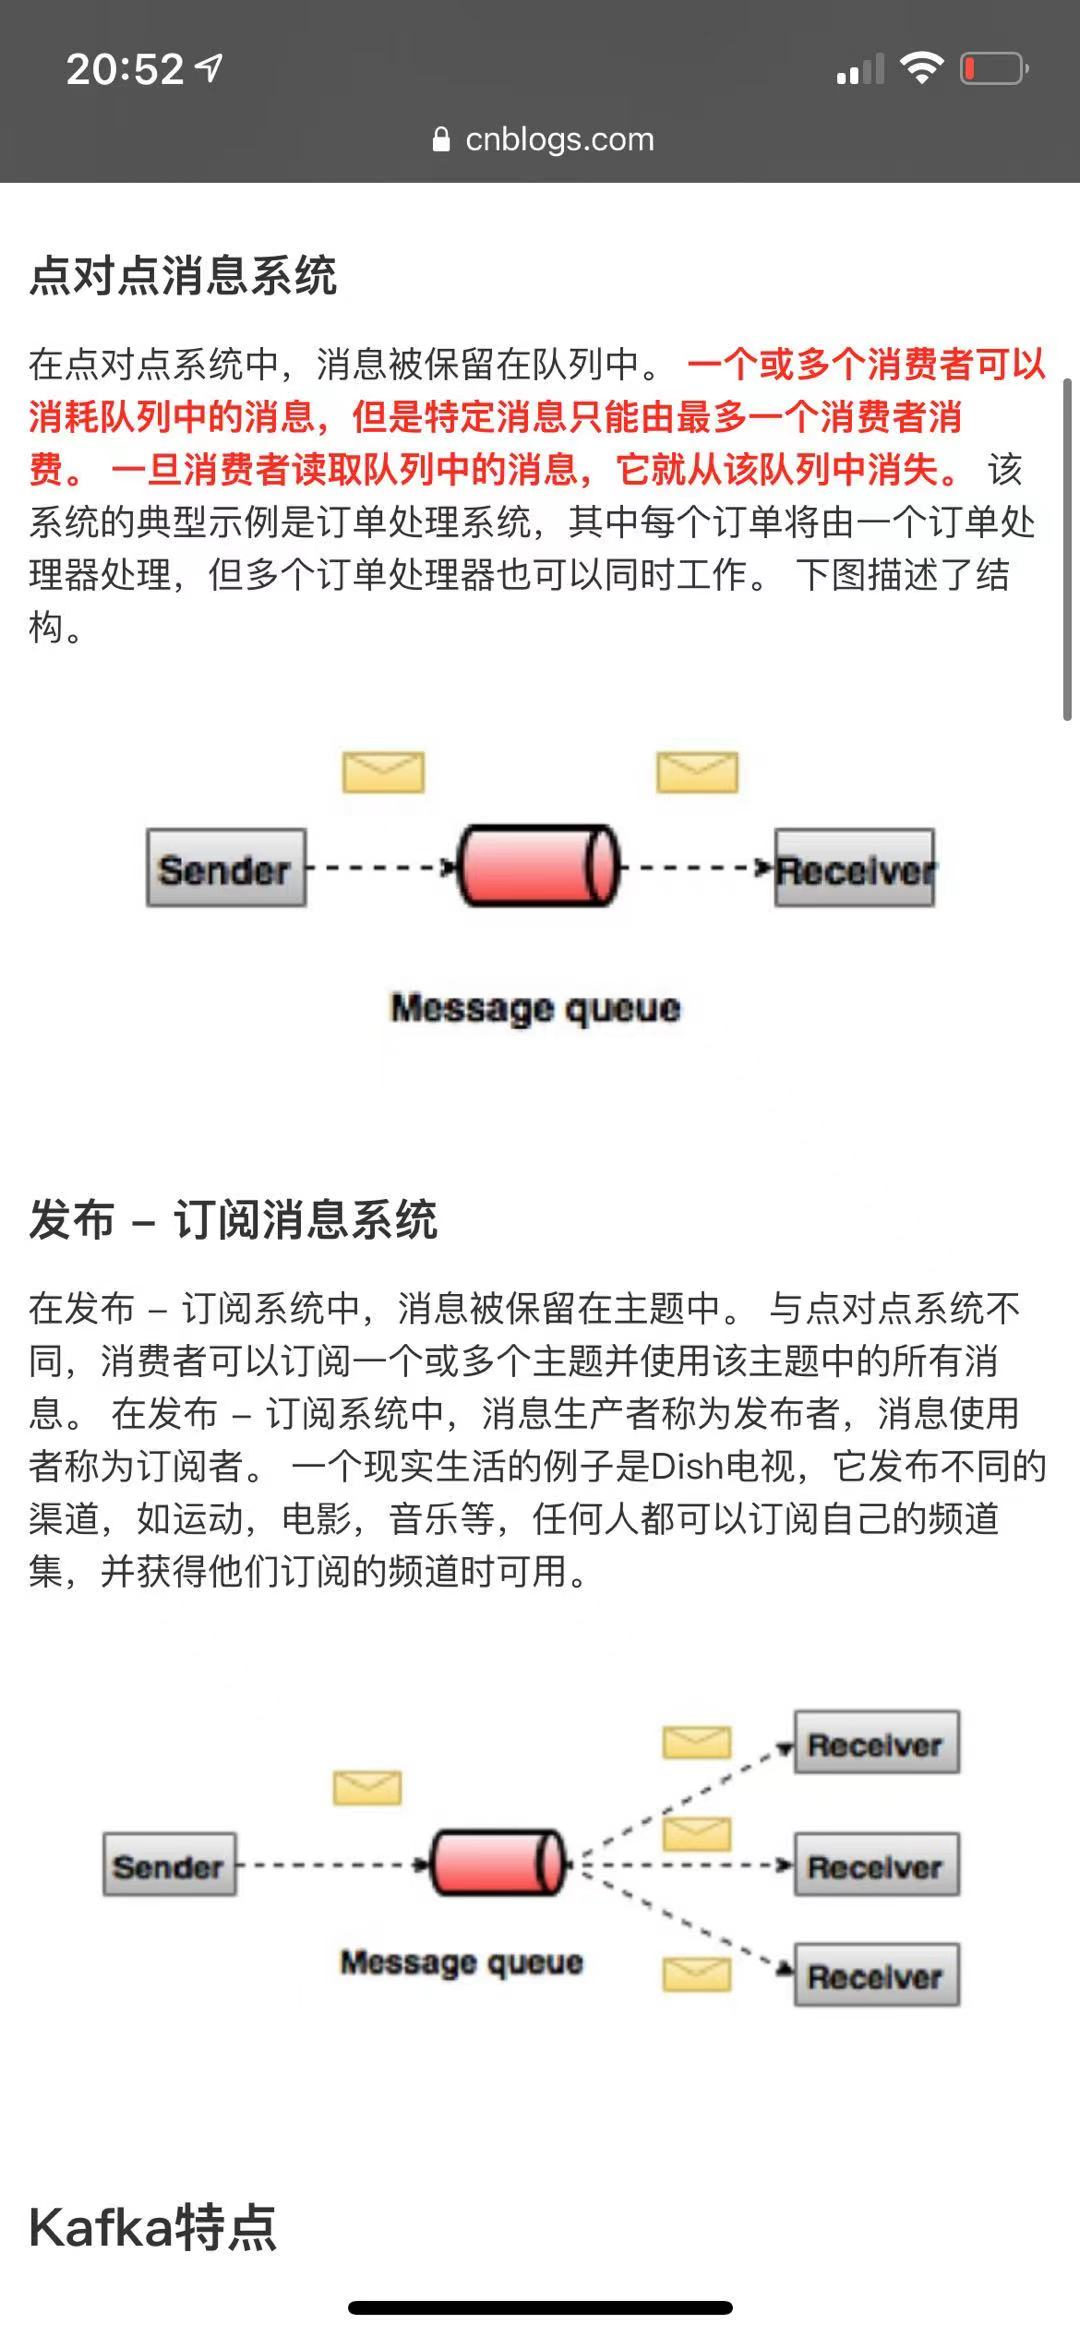 20:52
cnblogs.com
点对点消息系统
在点对点系统中，消息被保留在队列中。 一个或多个消费者可以
消耗队列中的消息，但是特定消息只能由最多一个消费者消
费。 一旦消费者读取队列中的消息，它就从该队列中消失。 该
系统的典型示例是订单处理系统，其中每个订单将由一个订单处
理器处理，但多个订单处理器也可以同时工作。 下图描述了结
构。
Sender
Receiver
Message queue
发布 – 订阅消息系统
在发布 – 订阅系统中，消息被保留在主题中。 与点对点系统不
同，消费者可以订阅一个或多个主题并使用该主题中的所有消
息。 在发布 – 订阅系统中，消息生产者称为发布者，消息使用
者称为订阅者。 一个现实生活的例子是Dish电视，它发布不同的
渠道，如运动，电影，音乐等，任何人都可以订阅自己的频道
集，并获得他们订阅的频道时可用。
Receiver
Sender
Receiver
Message queue
Receiver
Kafka特点